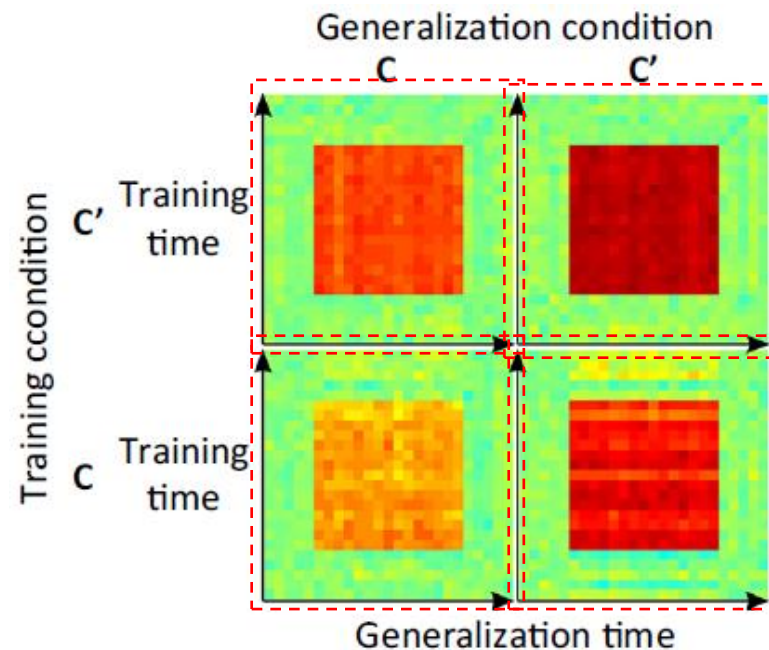 Generalization condition
C C’
Training ccondition
C’
Training
time
C
Training
time
Generalization time